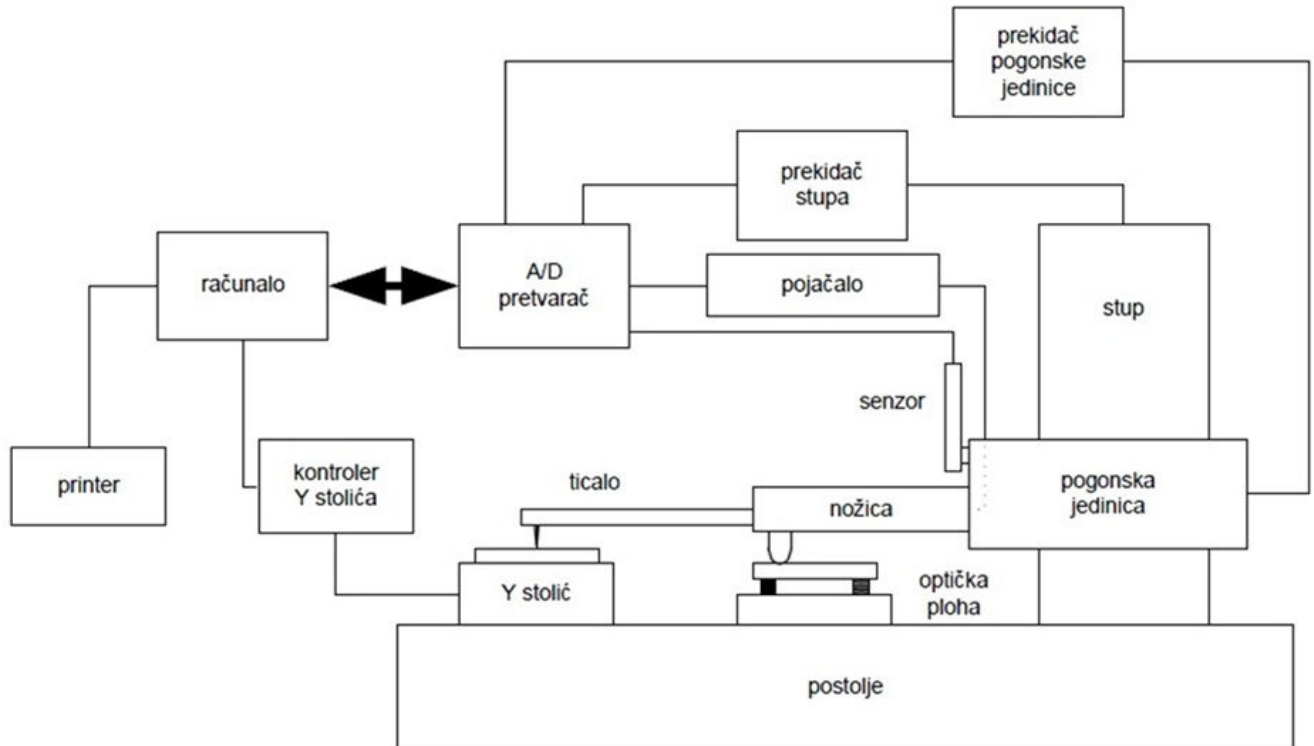 prekidač
pogonske
jedinice
prekidač
stupa
računalo
A/D
pretvarač
pojačalo
stup
senzor
printer
kontroler
Y stolića
ticalo
nožica
pogonska
jedinica
Y stolić
optička
ploha
postolje